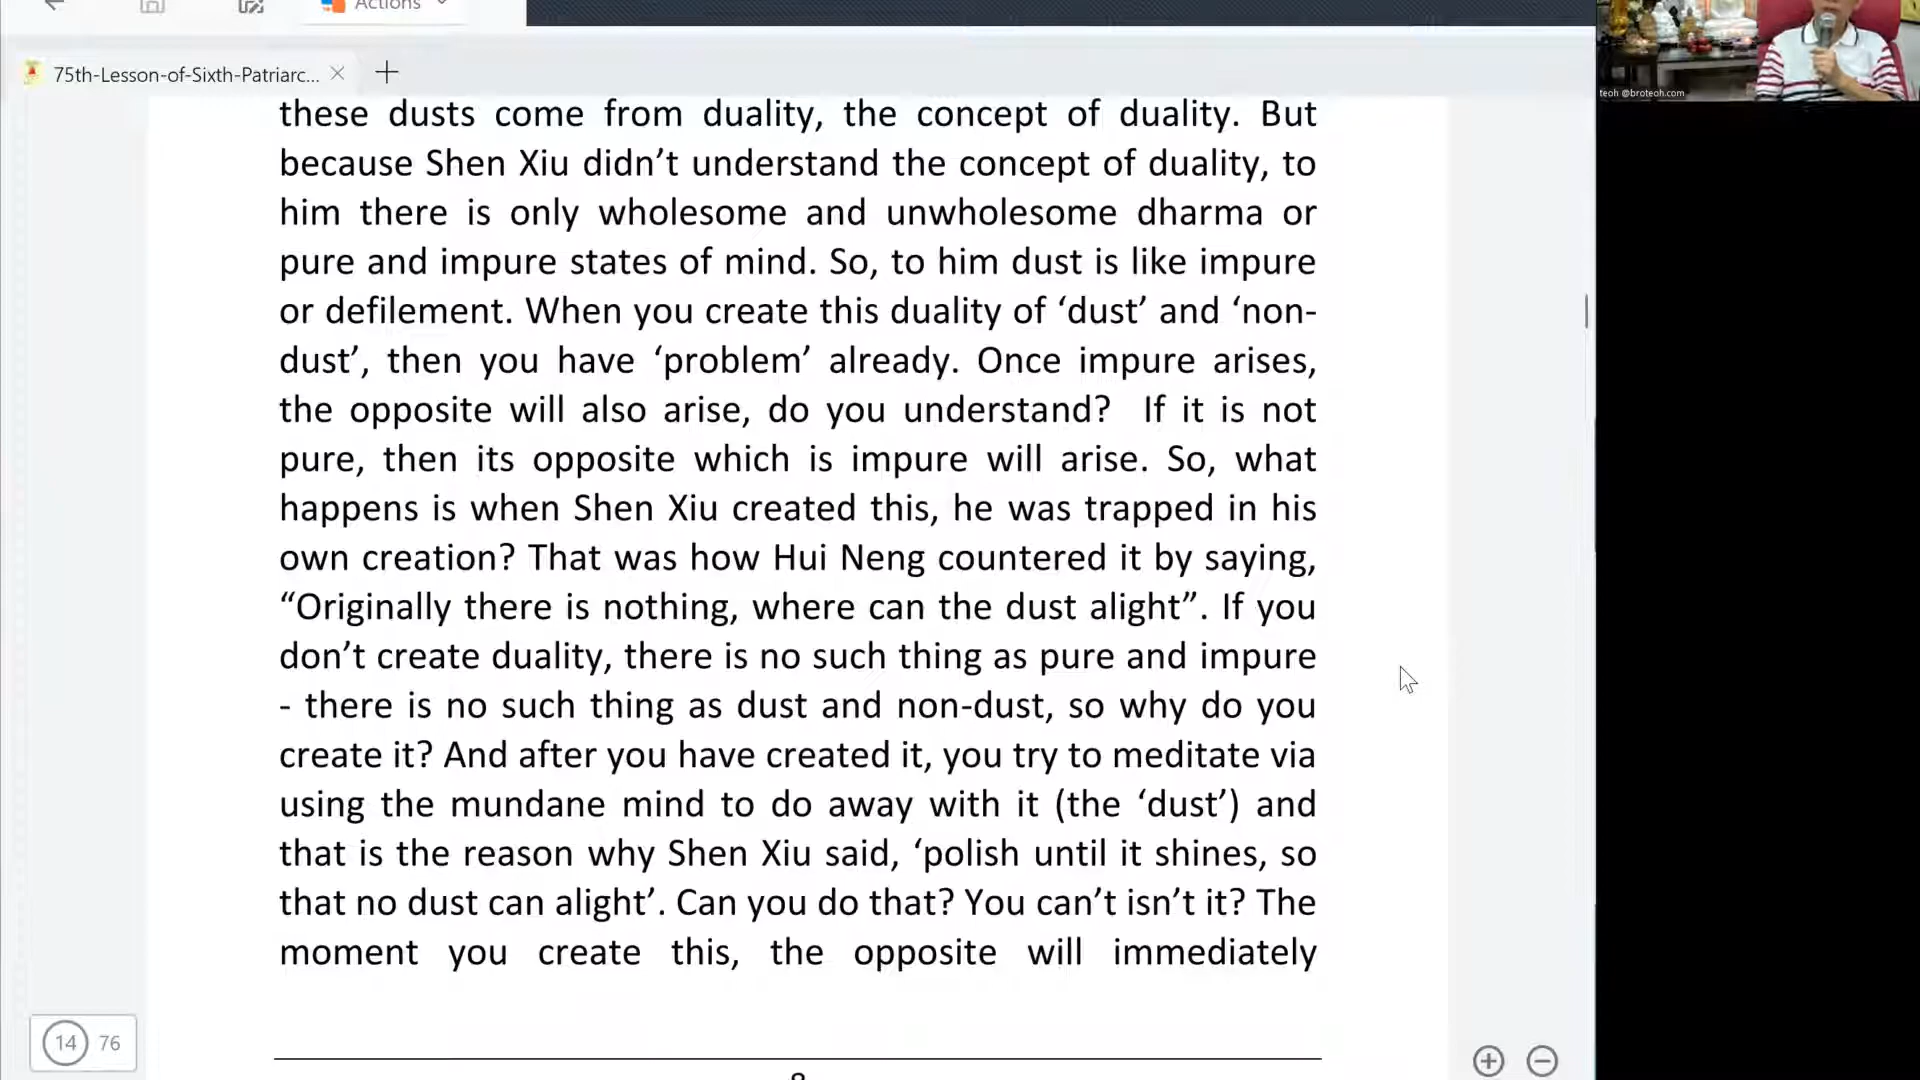 Actions
75th-Lesson-of-Sixth-Patriarc...
teoh @broteoh.com
these dusts come from duality, the concept of duality. But
because Shen Xiu didn’t understand the concept of duality, to
him there is only wholesome and unwholesome dharma or
pure and impure states of mind. So, to him dust is like impure
or defilement. When you create this duality of ‘dust’ and ‘non-
dust’, then you have ‘problem’ already. Once impure arises,
the opposite will also arise, do you understand? If it is not
pure, then its opposite which is impure will arise. So, what
happens is when Shen Xiu created this, he was trapped in his
own creation? That was how Hui Neng countered it by saying,
“Originally there is nothing, where can the dust alight”. If you
don’t create duality, there is no such thing as pure and impure
- there is no such thing as dust and non-dust, so why do you
create it? And after you have created it, you try to meditate via
using the mundane mind to do away with it (the ‘dust’) and
that is the reason why Shen Xiu said, ‘polish until it shines, so
that no dust can alight’. Can you do that? You can’t isn’t it? The
moment you create this, the opposite will immediately
14 76